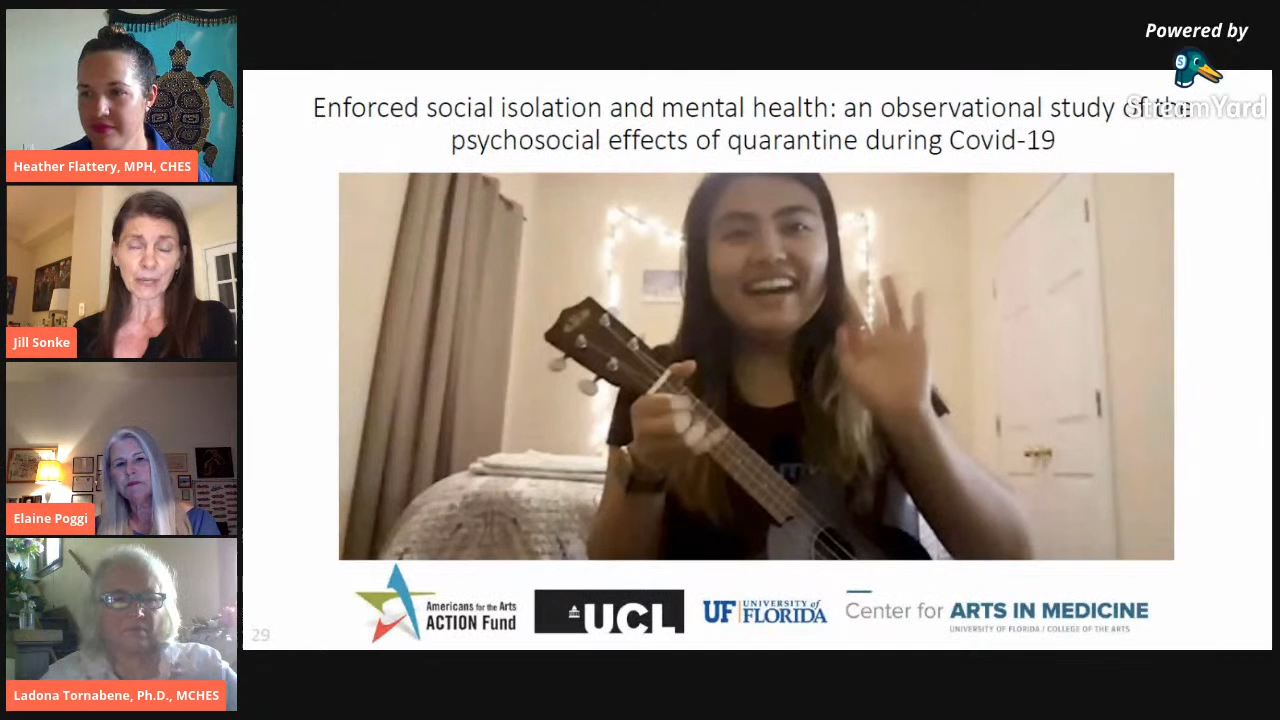 Heather Flattery, MPH, CHES
Jill Sonke
Elaine Poggi
Ladona Tornabene, Ph.D., MCHES
Powered by
StreamYard
Enforced social isolation and mental health: an observational study of the
psychosocial effects of quarantine during Covid-19
Americans for the Arts
ACTION Fund
UCL
UF UNIVERSITY of
FLORIDA
Center for ARTS IN MEDICINE
UNIVERSITY OF FLORIDA / COLLEGE OF THE ARTS
29